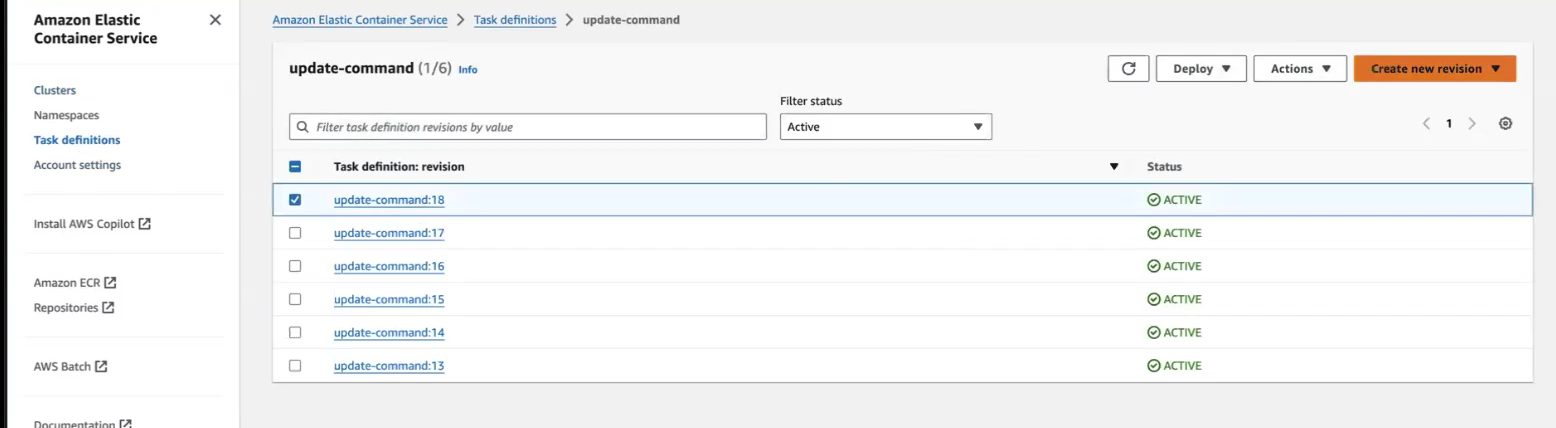 Amazon Elastic
Container Service
Clusters
Namespaces
Task definitions
Account settings
Install AWS Copilot
Amazon ECR
Repositories
AWS Batch
Documentation
Amazon Elastic Container Service > Task definitions > update-command
update-command (1/6) Info
Deploy
Actions
Create new revision
Filter status
Filter task definition revisions by value
Active
1
Task definition: revision Status
update-command:18 ACTIVE
update-command:17 ACTIVE
update-command:16 ACTIVE
update-command:15 ACTIVE
update-command:14 ACTIVE
update-command:13 ACTIVE